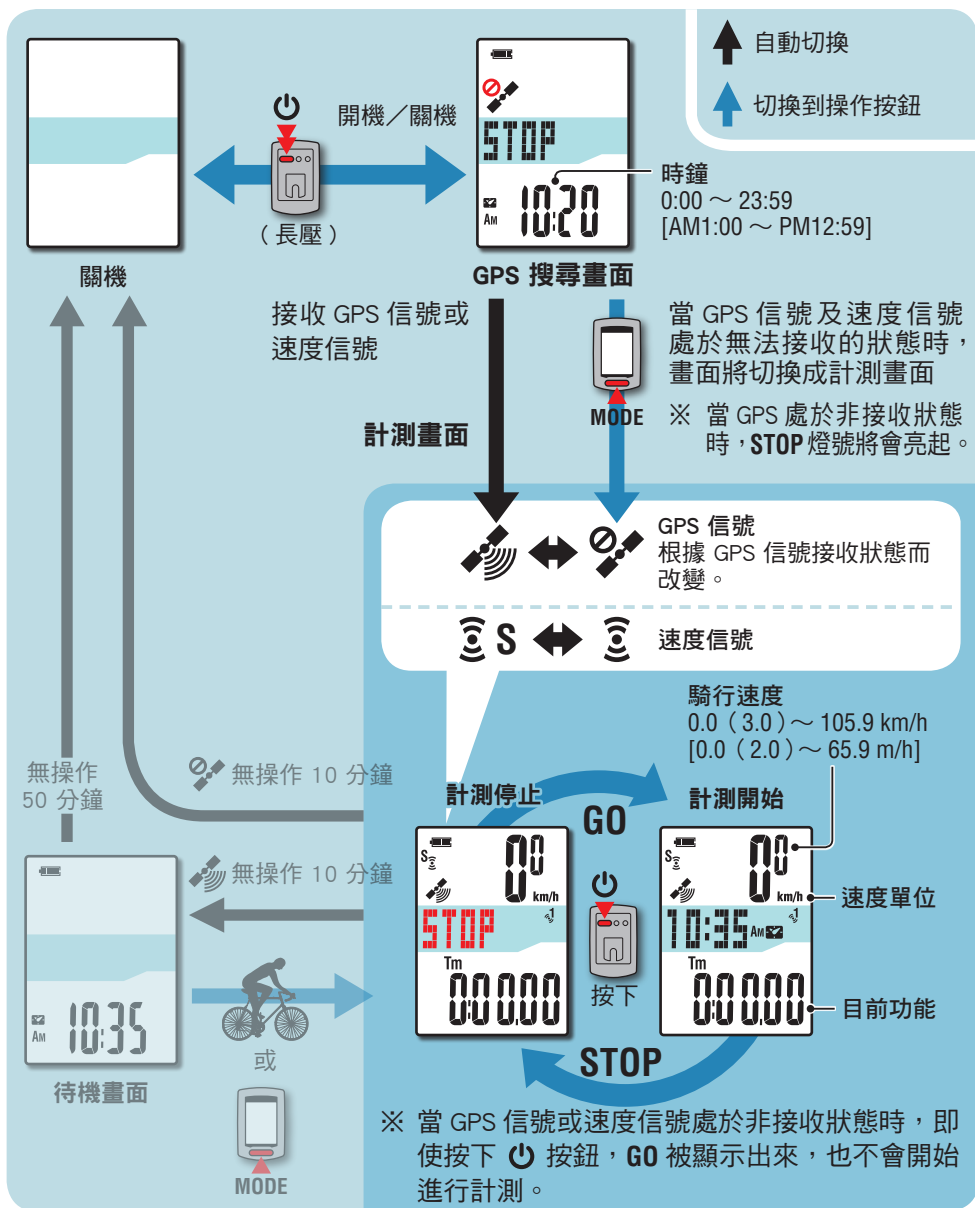 自動切換
切換到操作按鈕
開機／關機
（長壓）
STOP
AM 10:20
時鐘
0:00 ～ 23:59
[AM1:00 ～ PM12:59]
關機
GPS 搜尋畫面
接收 GPS 信號或
速度信號
當 GPS 信號及速度信號
處於無法接收的狀態時，
畫面將切換成計測畫面
MODE
※ 當 GPS 處於非接收狀態
時，STOP 燈號將會亮起。
計測畫面
GPS 信號
根據 GPS 信號接收狀態而
改變。
S
速度信號
騎行速度
0.0（3.0）～ 105.9 km/h
[0.0（2.0）～ 65.9 m/h]
無操作
50 分鐘
無操作 10 分鐘
計測停止
GO
計測開始
S
0.0
km/h
STOP
1
Tm
0:00.00
按下
S
0.0
km/h
速度單位
10:35 AM
1
Tm
0:00.00
目前功能
無操作 10 分鐘
AM 10:35
待機畫面
或
MODE
STOP
※ 當 GPS 信號或速度信號處於非接收狀態時，即
使按下 按鈕，GO 被顯示出來，也不會開始
進行計測。